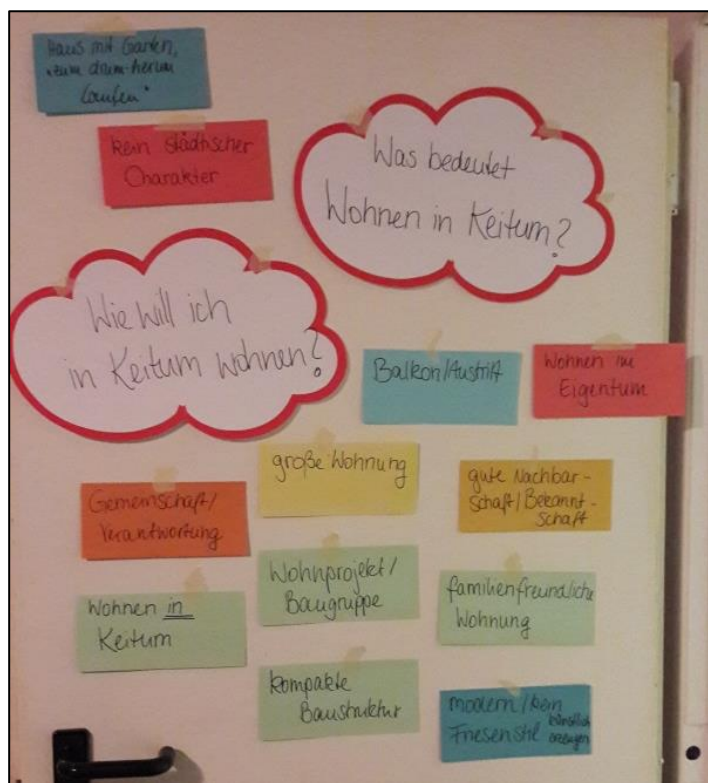 Haus mit Garten,
"zum drum-herum
laufen"
kein städtischer
Charakter
Was bedeutet
Wohnen in Keitum?
Wie will ich
in Keitum wohnen?
Balkon/Austritt
Wohnen im
Eigentum
große Wohnung
gute Nachbar-
schaft/Bekannt-
schaft
Gemeinschaft/
Verantwortung
Wohnprojekt/
Baugruppe
familienfreundliche
Wohnung
Wohnen in
Keitum
kompakte
Baustruktur
modern/kein
Friesenstil künstlich
erzeugen